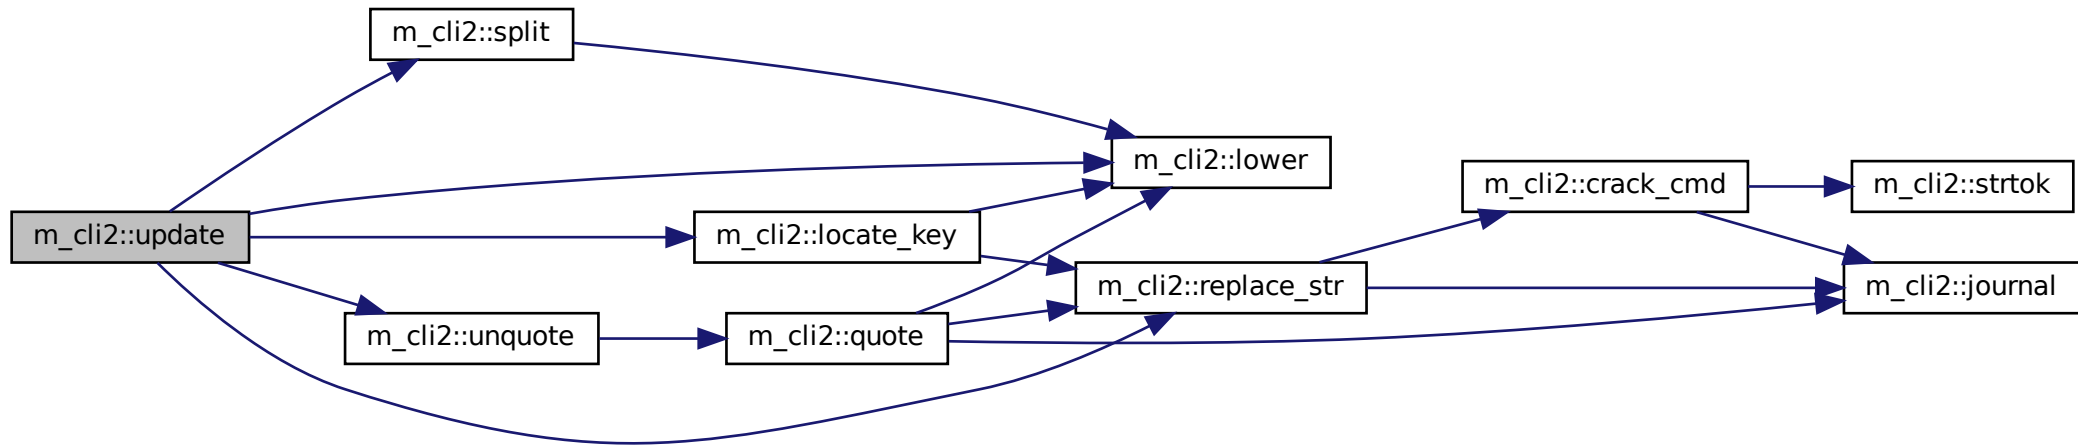 m_cli2::split
m_cli2::lower
m_cli2::crack_cmd
m_cli2::strtok
m_cli2::update
m_cli2::locate_key
m_cli2::replace_str
m_cli2::journal
m_cli2::unquote
m_cli2::quote